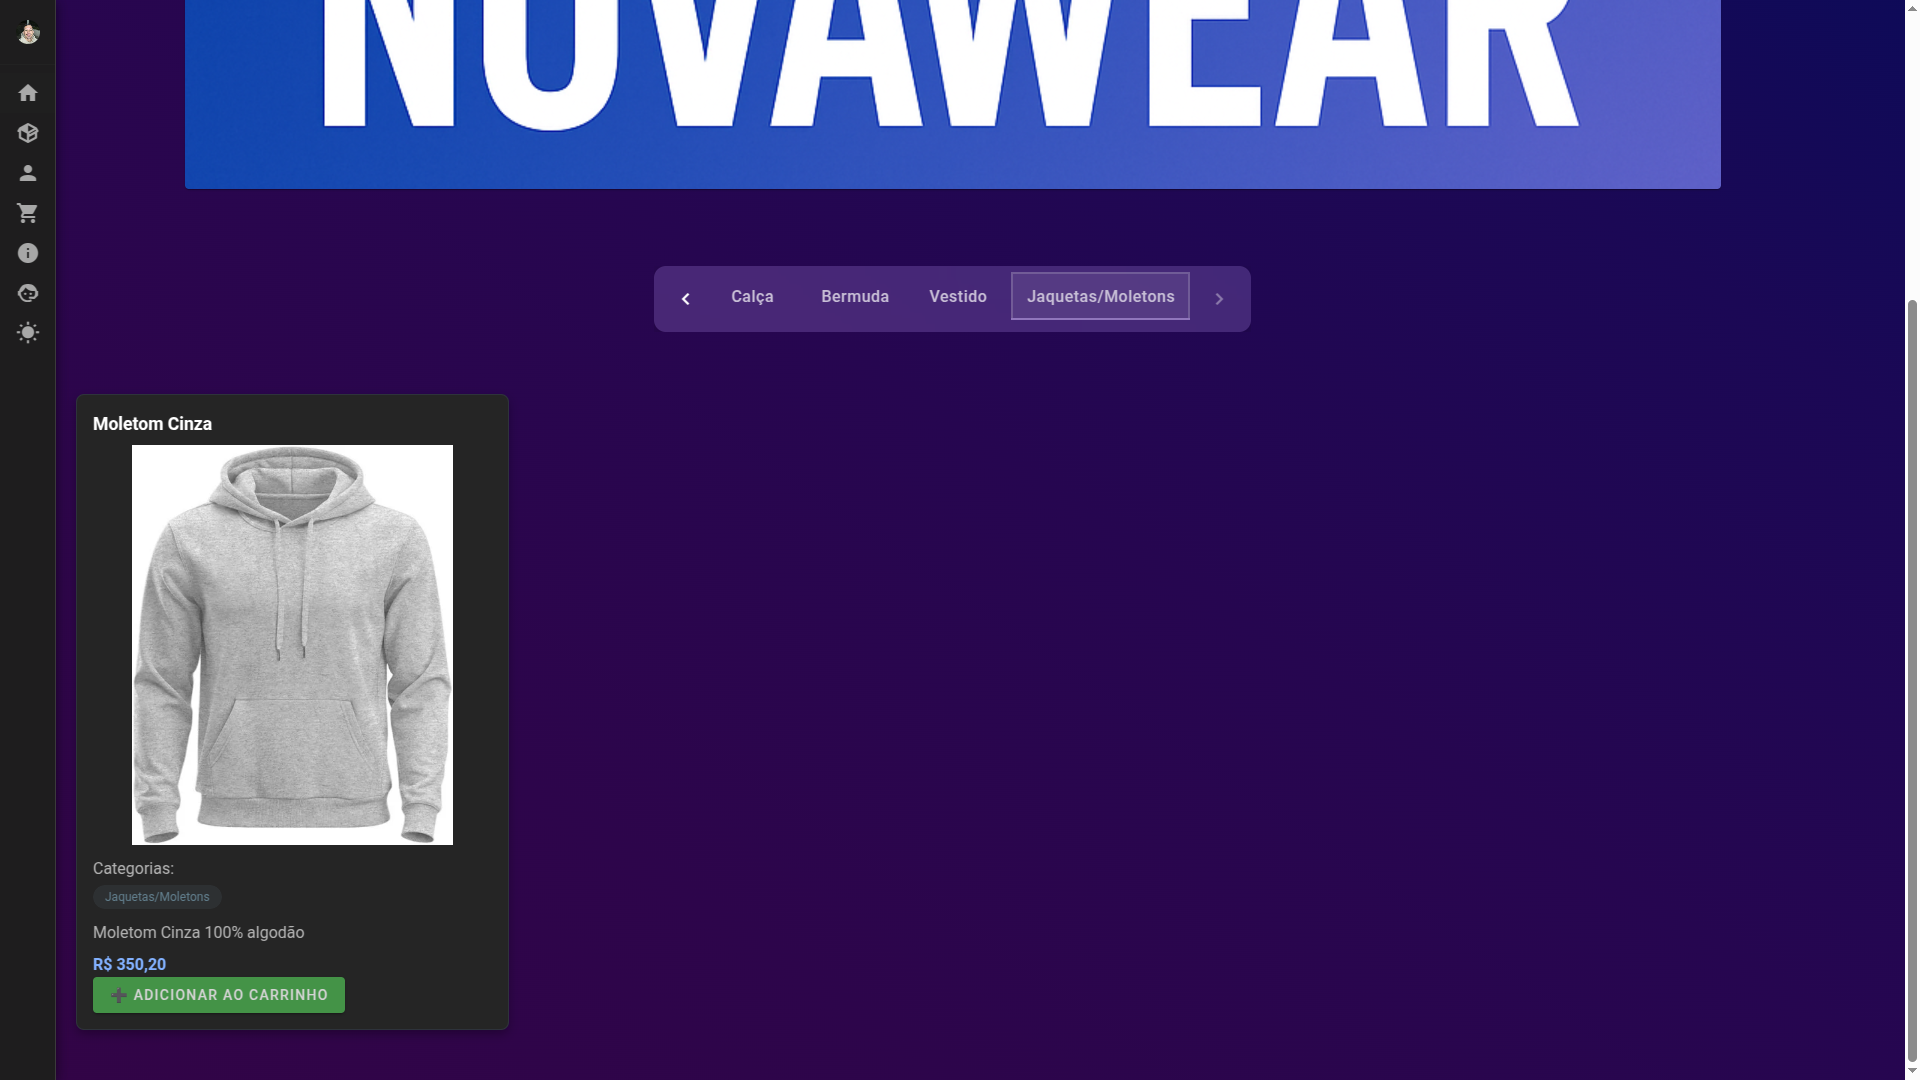 NOVAWEAR
Calça Bermuda Vestido Jaquetas/Moletons
Moletom Cinza
Categorias:
Jaquetas/Moletons
Moletom Cinza 100% algodão
R$ 350,20
➕ ADICIONAR AO CARRINHO